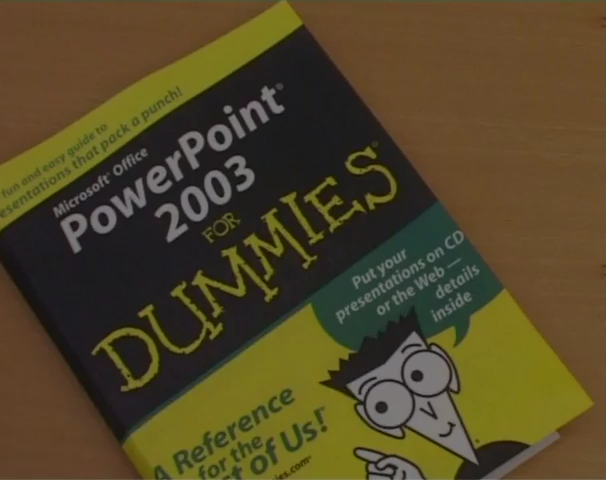 fun and easy guide to
presentations that pack a punch!
Microsoft® Office
PowerPoint®
2003
FOR
DUMMIES®
Put your
presentations on CD
or the Web —
details
inside
A Reference
for the
of Us!®